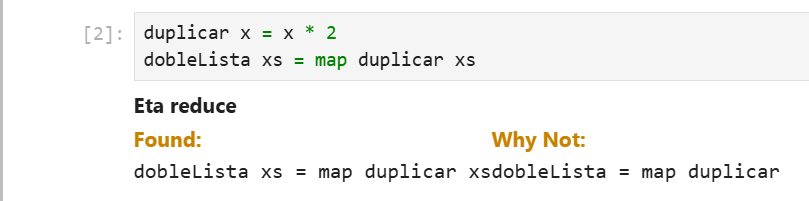 [2]: duplicar x = x * 2
dobleLista xs = map duplicar xs
Eta reduce
Found: Why Not:
dobleLista xs = map duplicar xsdobleLista = map duplicar